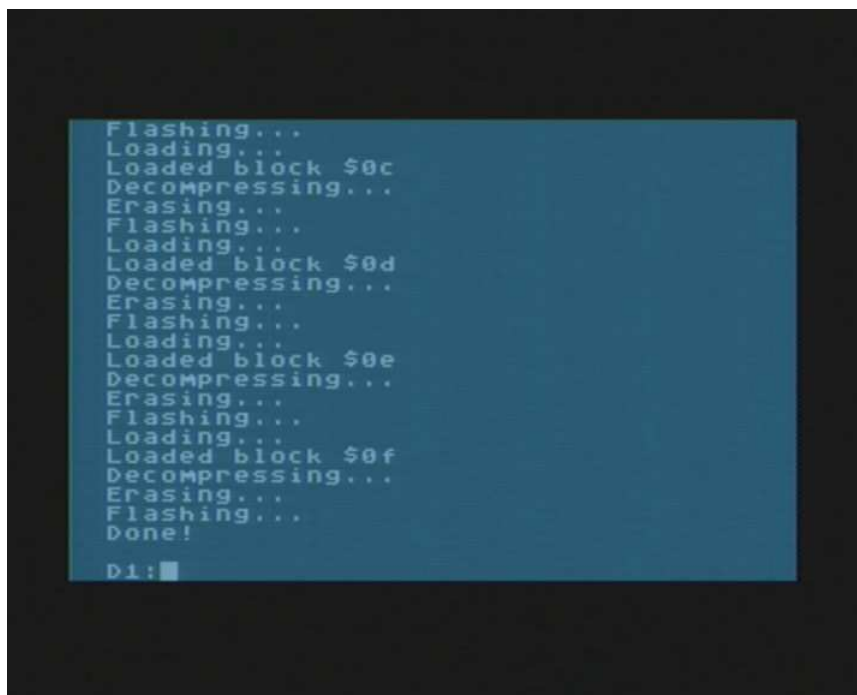 Flashing...
Loading...
Loaded block $0c
Decompressing...
Erasing...
Flashing...
Loading...
Loaded block $0d
Decompressing...
Erasing...
Flashing...
Loading...
Loaded block $0e
Decompressing...
Erasing...
Flashing...
Loading...
Loaded block $0f
Decompressing...
Erasing...
Flashing...
Done!
D1: